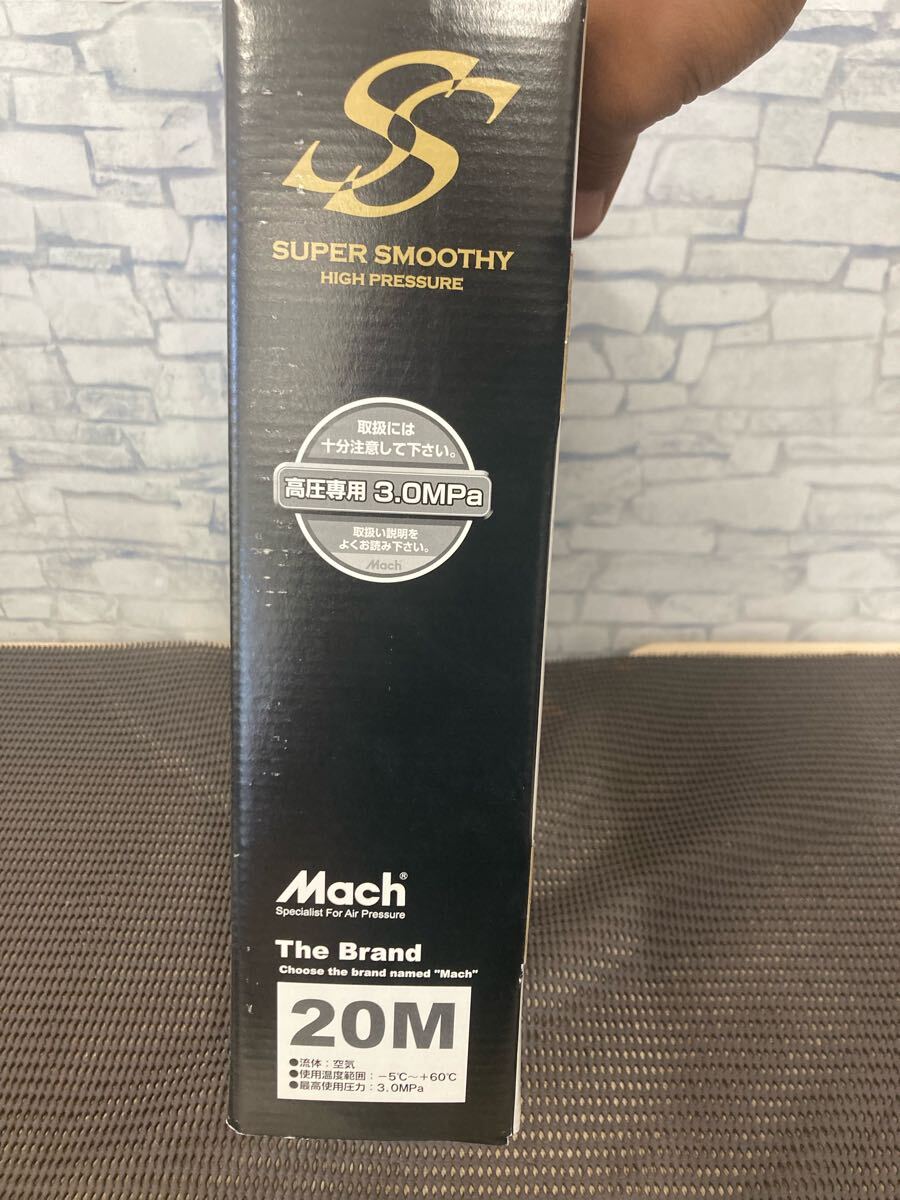 SS
SUPER SMOOTHY
HIGH PRESSURE
取扱には
十分注意して下さい。
高圧専用 3.0MPa
取扱い説明を
よくお読み下さい。
Mach
Mach®
Specialist For Air Pressure
The Brand
Choose the brand named "Mach"
20M
●流体：空気
●使用温度範囲：－5℃～＋60℃
●最高使用圧力：3.0MPa